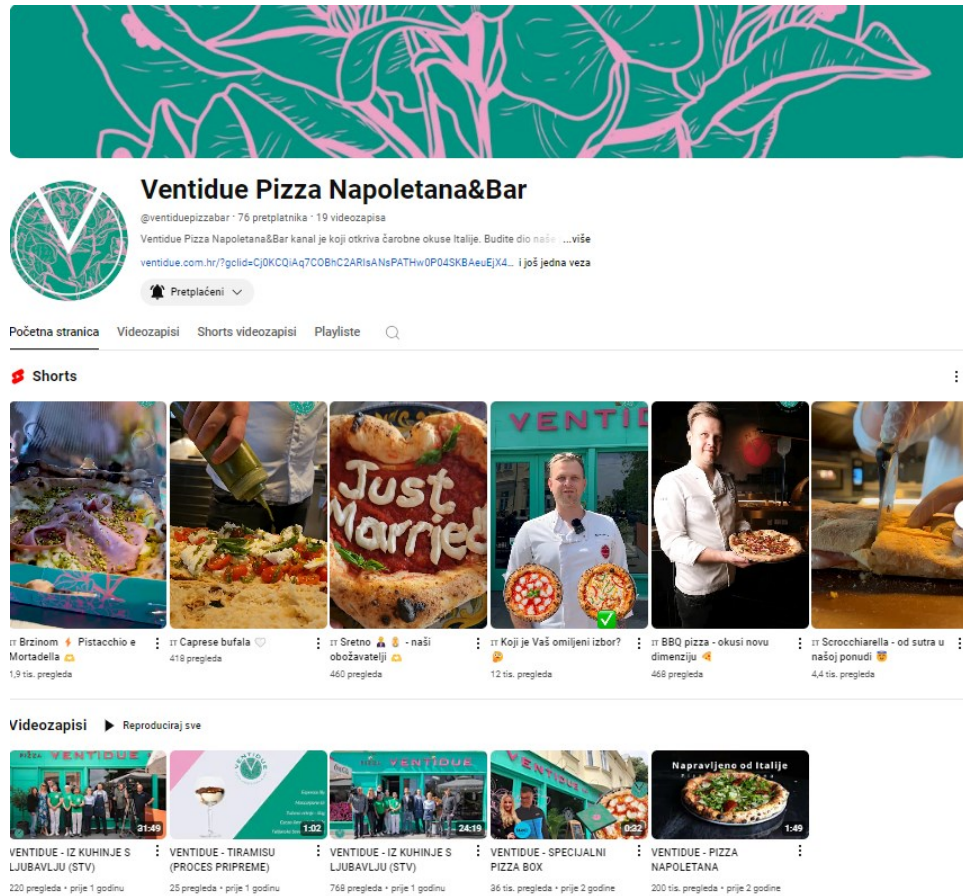 Ventidue Pizza Napoletana&Bar
@ventiduepizzabar · 76 pretplatnika · 19 videozapisa
Ventidue Pizza Napoletana&Bar kanal je koji otkriva čarobne okuse Italije. Budite dio naše ...više
ventidue.com.hr/?gclid=Cj0KCQiAq7COBhC2ARIsANsPATHw0P04SKBAeuEjX4… i još jedna veza
Pretplaćeni
Početna stranica Videozapisi Shorts videozapisi Playliste
Shorts
Just
Married
VENTID
IT Brzinom ⚡ Pistacchio e
Mortadella
1,9 tis. pregleda
IT Caprese bufala 🤍
418 pregleda
IT Sretno - naši
obožavatelji
460 pregleda
IT Koji je Vaš omiljeni izbor?
🤔
12 tis. pregleda
IT BBQ pizza - okusi novu
dimenziju 🍕
468 pregleda
IT Scrocchiarella - od sutra u
našoj ponudi
4,4 tis. pregleda
Videozapisi Reproduciraj sve
PIZZA VENTIDUE
31:49
VENTIDUE
1:02
VENTIDUE
24:19
VENTIDUE
0:32
Napravljeno od Italije
1:49
VENTIDUE - IZ KUHINJE S
LJUBAVLJU (STV)
220 pregleda • prije 1 godinu
VENTIDUE - TIRAMISU
(PROCES PRIPREME)
25 pregleda • prije 1 godinu
VENTIDUE - IZ KUHINJE S
LJUBAVLJU (STV)
768 pregleda • prije 1 godinu
VENTIDUE - SPECIJALNI
PIZZA BOX
36 tis. pregleda • prije 2 godine
VENTIDUE - PIZZA
NAPOLETANA
200 tis. pregleda • prije 2 godine